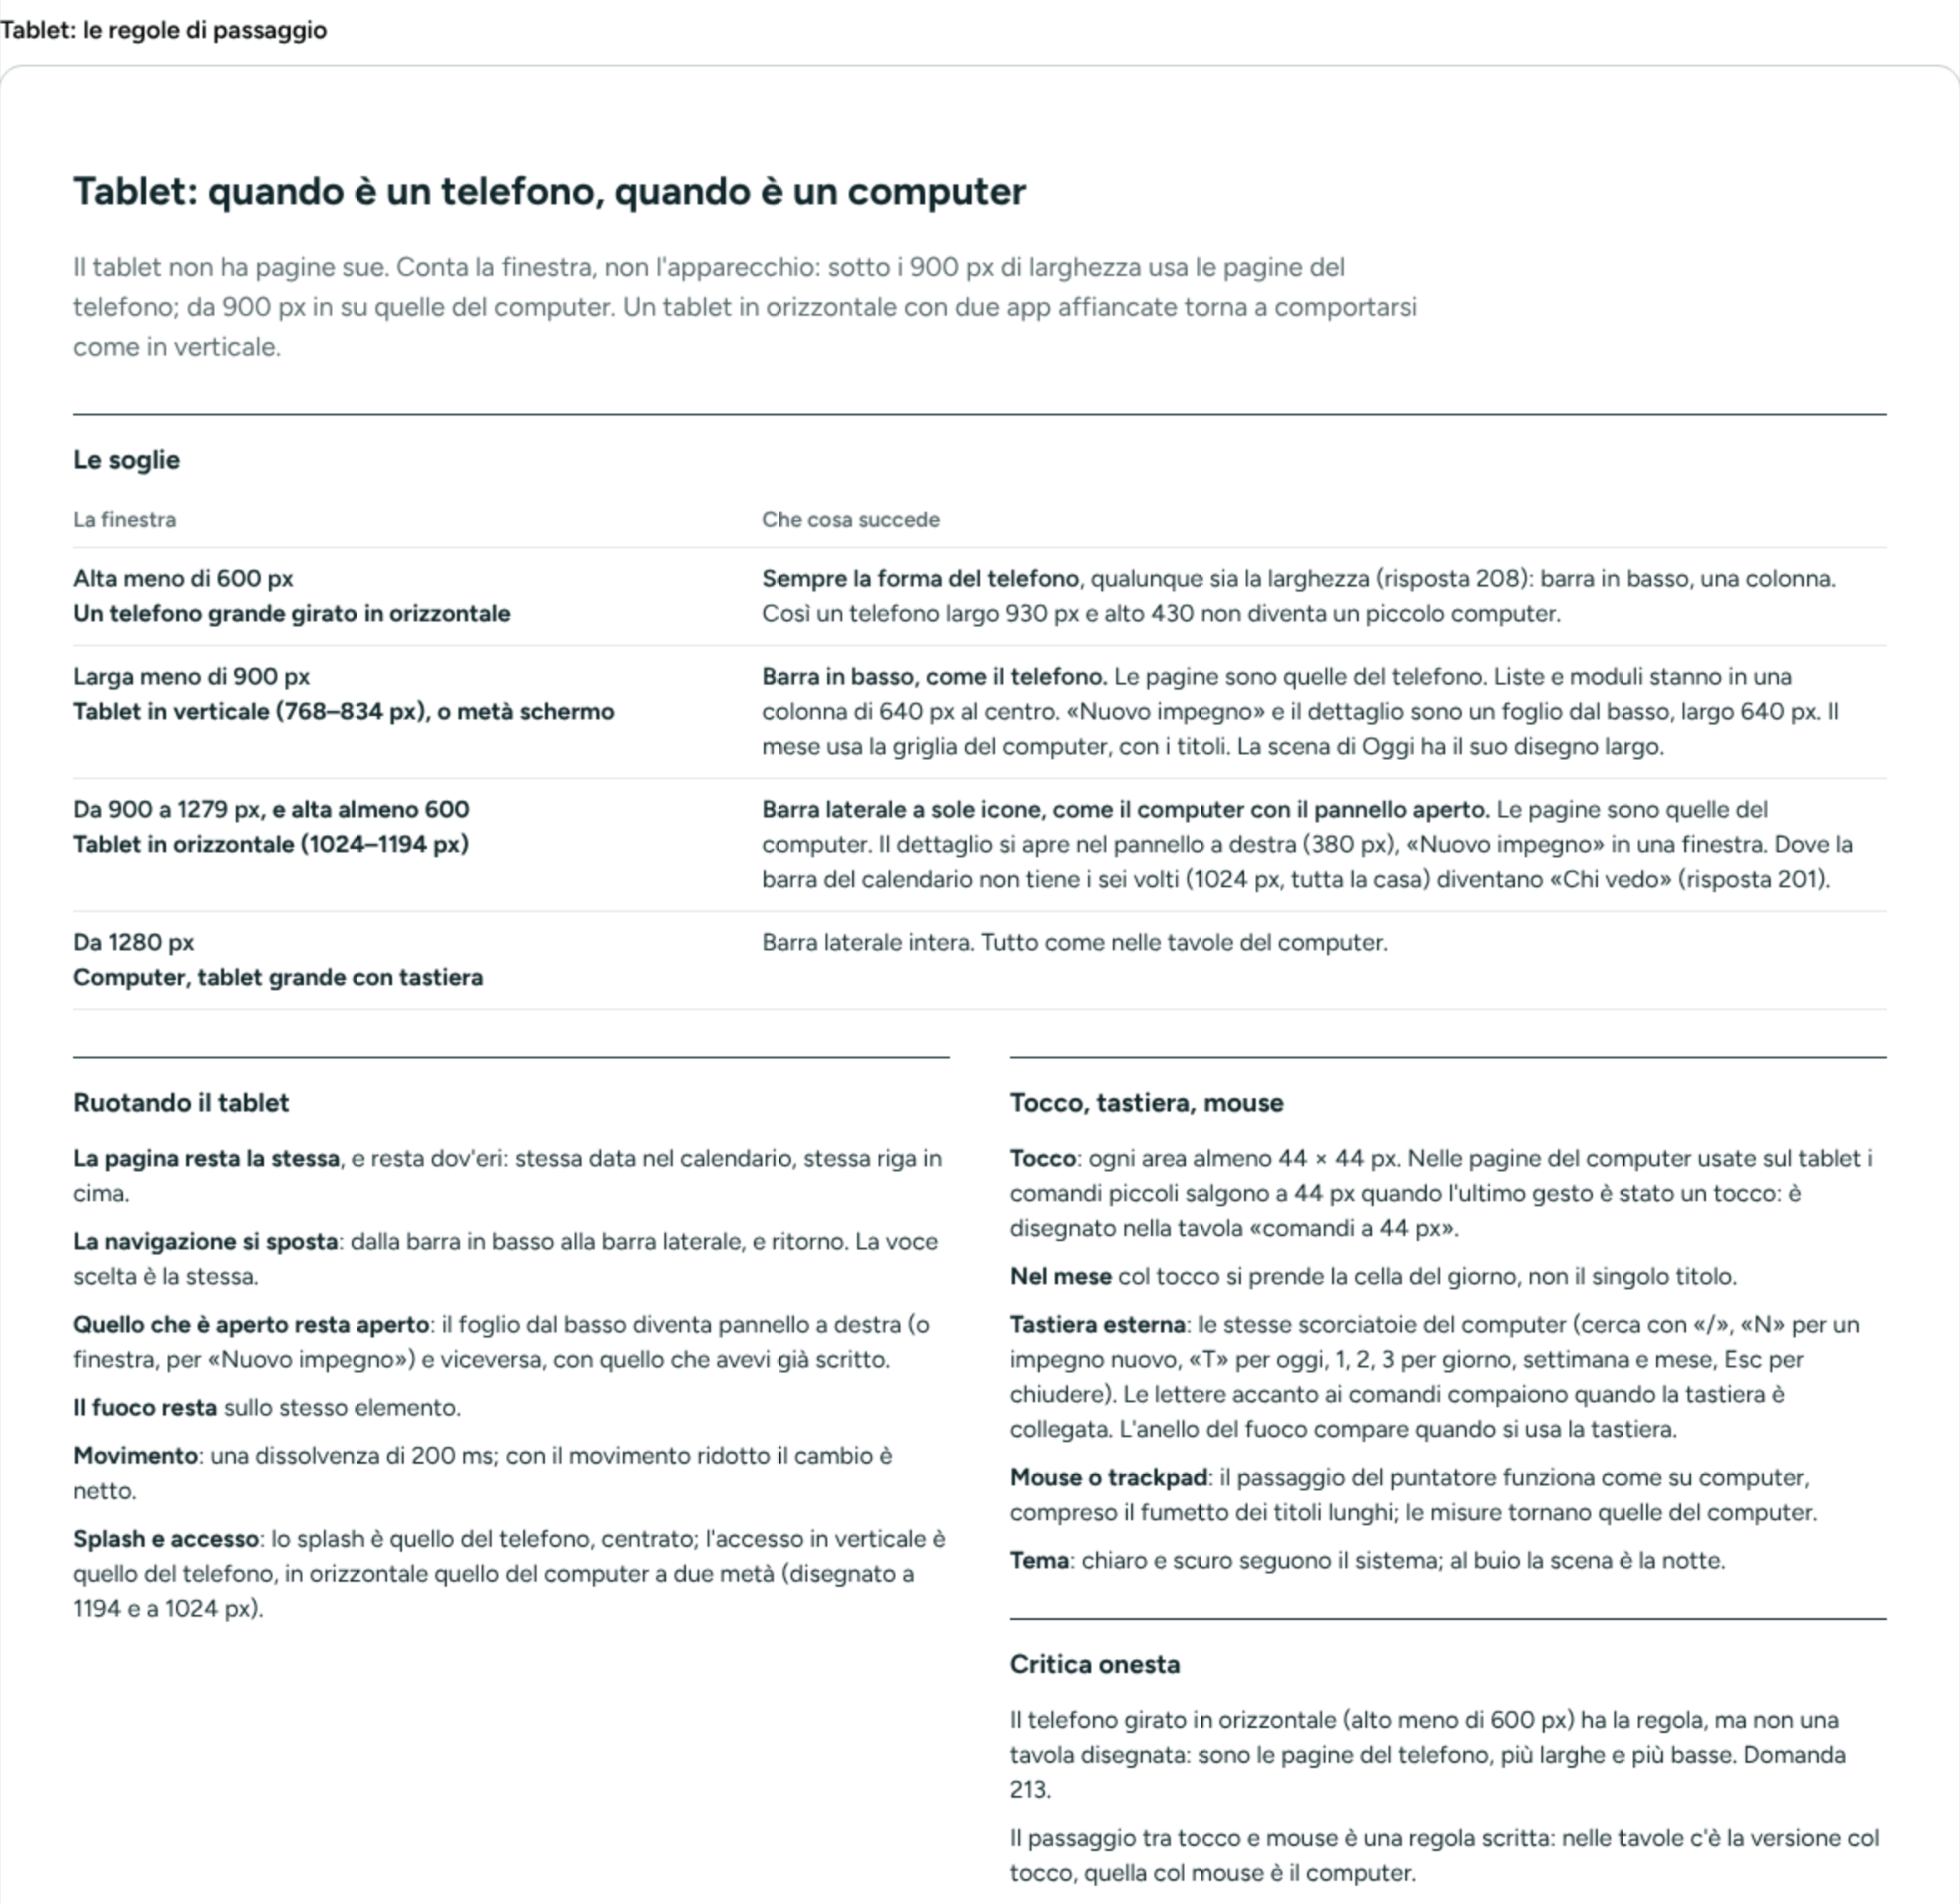 Tablet: le regole di passaggio
Tablet: quando è un telefono, quando è un computer
Il tablet non ha pagine sue. Conta la finestra, non l'apparecchio: sotto i 900 px di larghezza usa le pagine del
telefono; da 900 px in su quelle del computer. Un tablet in orizzontale con due app affiancate torna a comportarsi
come in verticale.
Le soglie
La finestra
Che cosa succede
Alta meno di 600 px
Un telefono grande girato in orizzontale
Sempre la forma del telefono, qualunque sia la larghezza (risposta 208): barra in basso, una colonna.
Così un telefono largo 930 px e alto 430 non diventa un piccolo computer.
Larga meno di 900 px
Tablet in verticale (768–834 px), o metà schermo
Barra in basso, come il telefono. Le pagine sono quelle del telefono. Liste e moduli stanno in una
colonna di 640 px al centro. «Nuovo impegno» e il dettaglio sono un foglio dal basso, largo 640 px. Il
mese usa la griglia del computer, con i titoli. La scena di Oggi ha il suo disegno largo.
Da 900 a 1279 px, e alta almeno 600
Tablet in orizzontale (1024–1194 px)
Barra laterale a sole icone, come il computer con il pannello aperto. Le pagine sono quelle del
computer. Il dettaglio si apre nel pannello a destra (380 px), «Nuovo impegno» in una finestra. Dove la
barra del calendario non tiene i sei volti (1024 px, tutta la casa) diventano «Chi vedo» (risposta 201).
Da 1280 px
Computer, tablet grande con tastiera
Barra laterale intera. Tutto come nelle tavole del computer.
Ruotando il tablet
La pagina resta la stessa, e resta dov'eri: stessa data nel calendario, stessa riga in
cima.
La navigazione si sposta: dalla barra in basso alla barra laterale, e ritorno. La voce
scelta è la stessa.
Quello che è aperto resta aperto: il foglio dal basso diventa pannello a destra (o
finestra, per «Nuovo impegno») e viceversa, con quello che avevi già scritto.
Il fuoco resta sullo stesso elemento.
Movimento: una dissolvenza di 200 ms; con il movimento ridotto il cambio è
netto.
Splash e accesso: lo splash è quello del telefono, centrato; l'accesso in verticale è
quello del telefono, in orizzontale quello del computer a due metà (disegnato a
1194 e a 1024 px).
Tocco, tastiera, mouse
Tocco: ogni area almeno 44 × 44 px. Nelle pagine del computer usate sul tablet i
comandi piccoli salgono a 44 px quando l'ultimo gesto è stato un tocco: è
disegnato nella tavola «comandi a 44 px».
Nel mese col tocco si prende la cella del giorno, non il singolo titolo.
Tastiera esterna: le stesse scorciatoie del computer (cerca con «/», «N» per un
impegno nuovo, «T» per oggi, 1, 2, 3 per giorno, settimana e mese, Esc per
chiudere). Le lettere accanto ai comandi compaiono quando la tastiera è
collegata. L'anello del fuoco compare quando si usa la tastiera.
Mouse o trackpad: il passaggio del puntatore funziona come su computer,
compreso il fumetto dei titoli lunghi; le misure tornano quelle del computer.
Tema: chiaro e scuro seguono il sistema; al buio la scena è la notte.
Critica onesta
Il telefono girato in orizzontale (alto meno di 600 px) ha la regola, ma non una
tavola disegnata: sono le pagine del telefono, più larghe e più basse. Domanda
213.
Il passaggio tra tocco e mouse è una regola scritta: nelle tavole c'è la versione col
tocco, quella col mouse è il computer.